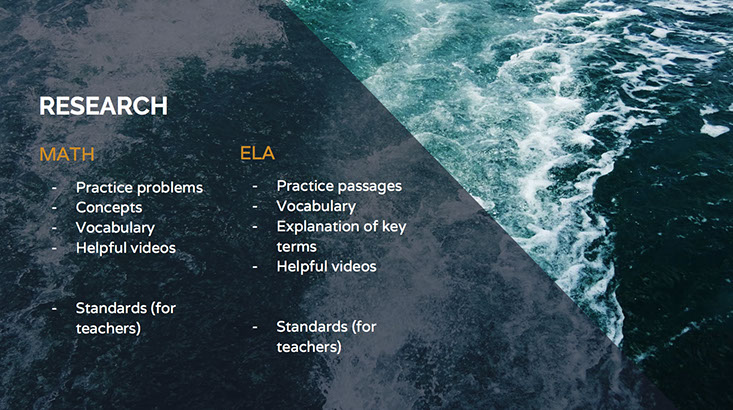 RESEARCH
MATH
- Practice problems
- Concepts
- Vocabulary
- Helpful videos
- Standards (for
teachers)
ELA
- Practice passages
- Vocabulary
- Explanation of key
terms
- Helpful videos
- Standards (for
teachers)